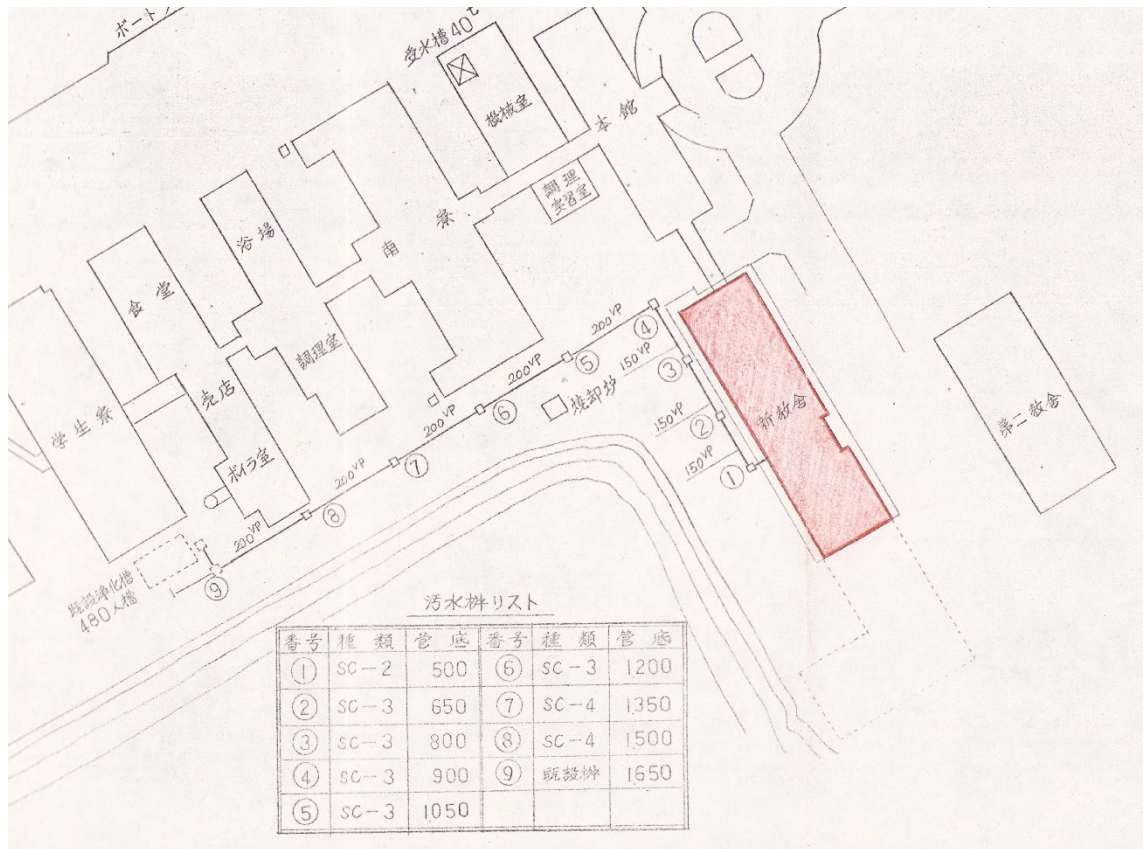 ボート
受水槽40t
機械室
本館
調理
実習室
南寮
浴場
食堂
調理室
売店
学生寮
ボイラ室
200VP
④
⑤
150VP
③
200VP
焼却炉
⑥
150VP
②
新教舎
第二教舎
200VP
⑦
150VP
①
200VP
⑧
200VP
⑨
既設浄化槽
480人槽
汚水桝リスト
番号 種類 管底 番号 種類 管底
① SC-2 500 ⑥ SC-3 1200
② SC-3 650 ⑦ SC-4 1350
③ SC-3 800 ⑧ SC-4 1500
④ SC-3 900 ⑨ 既設桝 1650
⑤ SC-3 1050